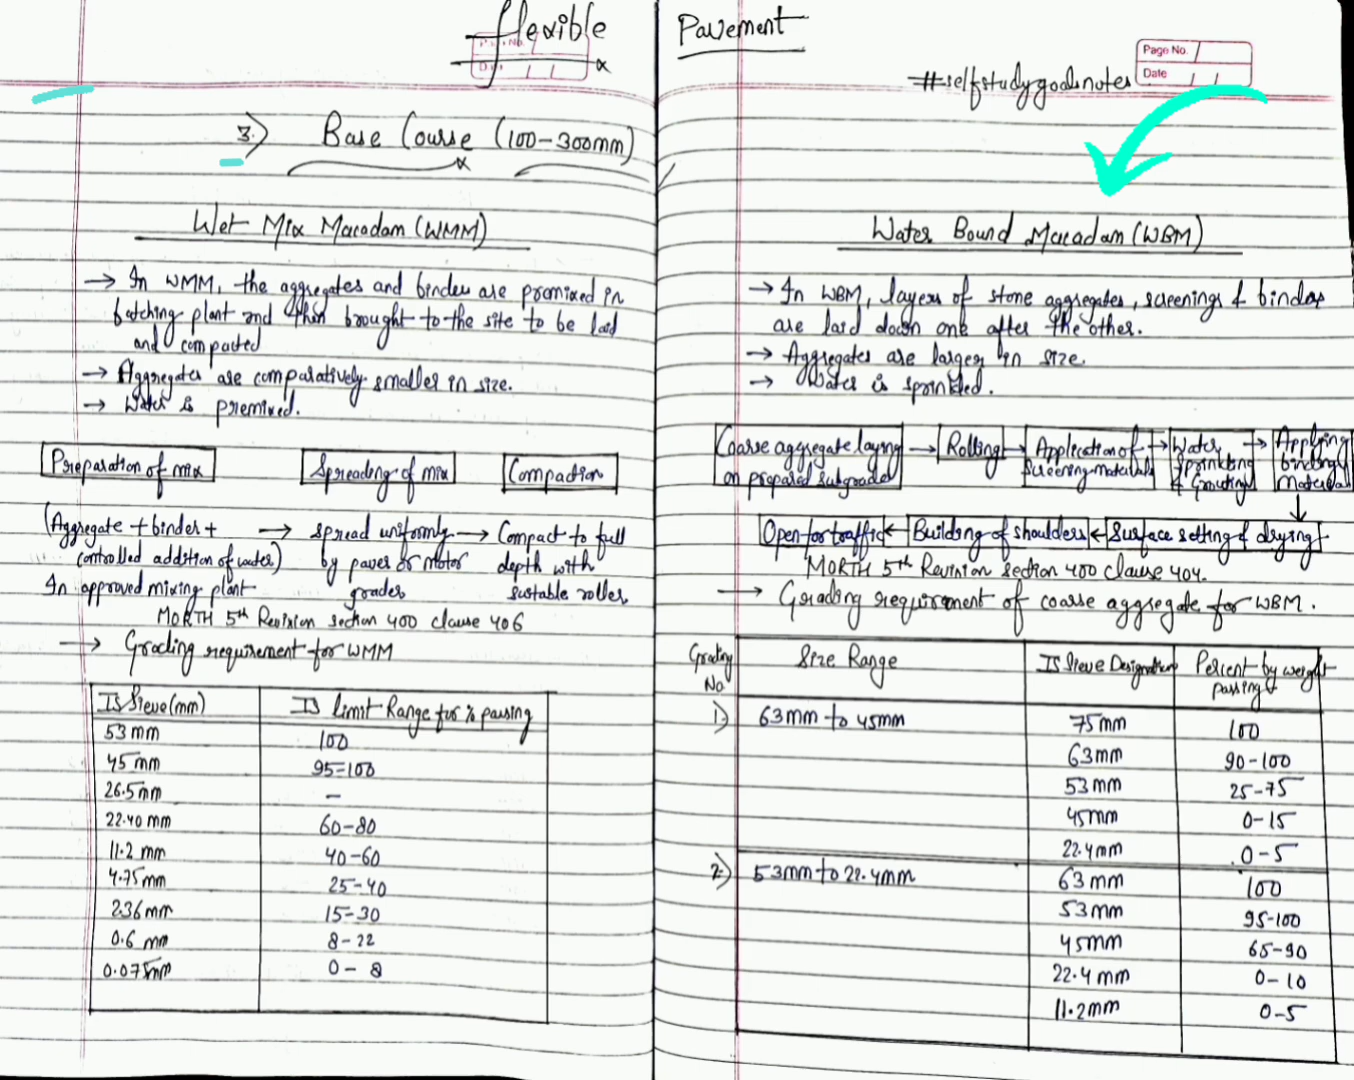 flexible Pavement
Page No.
Date
#selfstudygoalsnotes
3.) Base Course (100-300mm)
Wet Mix Macadam (WMM)
→ In WMM, the aggregates and binder are premixed in
batching plant and then brought to the site to be laid
and compacted
→ Aggregates are comparatively smaller in size.
→ Water is premixed.
Preparation of mix
Spreading of mix
Compaction
(Aggregate + binder + → spread uniformly → Compact to full
controlled addition of water) by paver or motor depth with
In approved mixing plant grader suitable roller
MORTH 5th Revision section 400 clause 406
→ Grading requirement for WMM
IS Sieve (mm) IS Limit Range for % passing
53 mm 100
45 mm 95-100
26.5 mm -
22.40 mm 60-80
11.2 mm 40-60
4.75 mm 25-40
2.36 mm 15-30
0.6 mm 8-22
0.075mm 0-8
Water Bound Macadam (WBM)
→ In WBM, layers of stone aggregates, screenings & binders
are laid down one after the other.
→ Aggregates are larger in size.
→ Water is sprinkled.
Coarse aggregate laying → Rolling → Application of → Water → Applying
on prepared subgrade screening materials sprinkling binding
& Grouting Material
Open for traffic ← Building of shoulders ← Surface setting & drying
MORTH 5th Revision section 400 clause 404.
→ Grading requirement of coarse aggregate for WBM.
Grading Size Range IS Sieve Designation Percent by weight
No. passing
1.) 63mm to 45mm 75mm 100
63mm 90-100
53 mm 25-75
45mm 0-15
22.4mm 0-5
2.) 53mm to 22.4mm 63 mm 100
53mm 95-100
45mm 65-90
22.4 mm 0-10
11.2mm 0-5